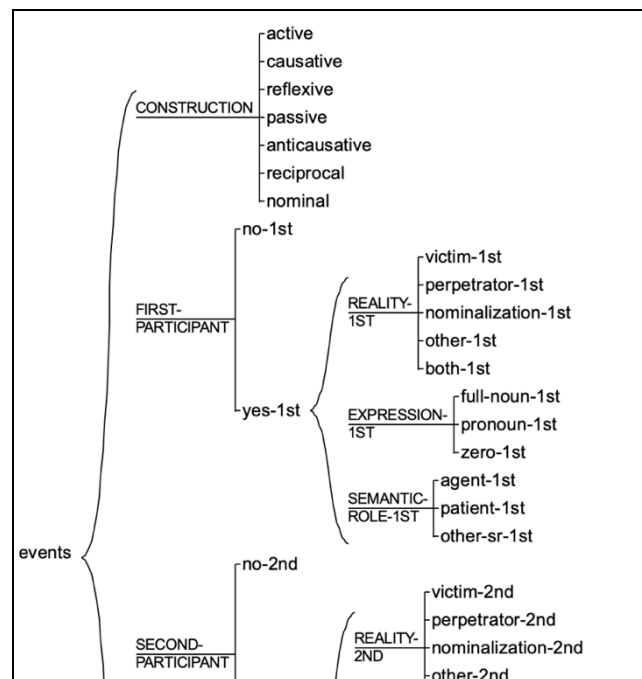 active
causative
reflexive
CONSTRUCTION
passive
anticausative
reciprocal
nominal
no-1st
victim-1st
perpetrator-1st
REALITY-
1ST
nominalization-1st
other-1st
both-1st
FIRST-
PARTICIPANT
yes-1st
full-noun-1st
EXPRESSION-
1ST
pronoun-1st
zero-1st
agent-1st
SEMANTIC-
ROLE-1ST
patient-1st
other-sr-1st
events
no-2nd
victim-2nd
perpetrator-2nd
SECOND-
PARTICIPANT
REALITY-
2ND
nominalization-2nd
other-2nd